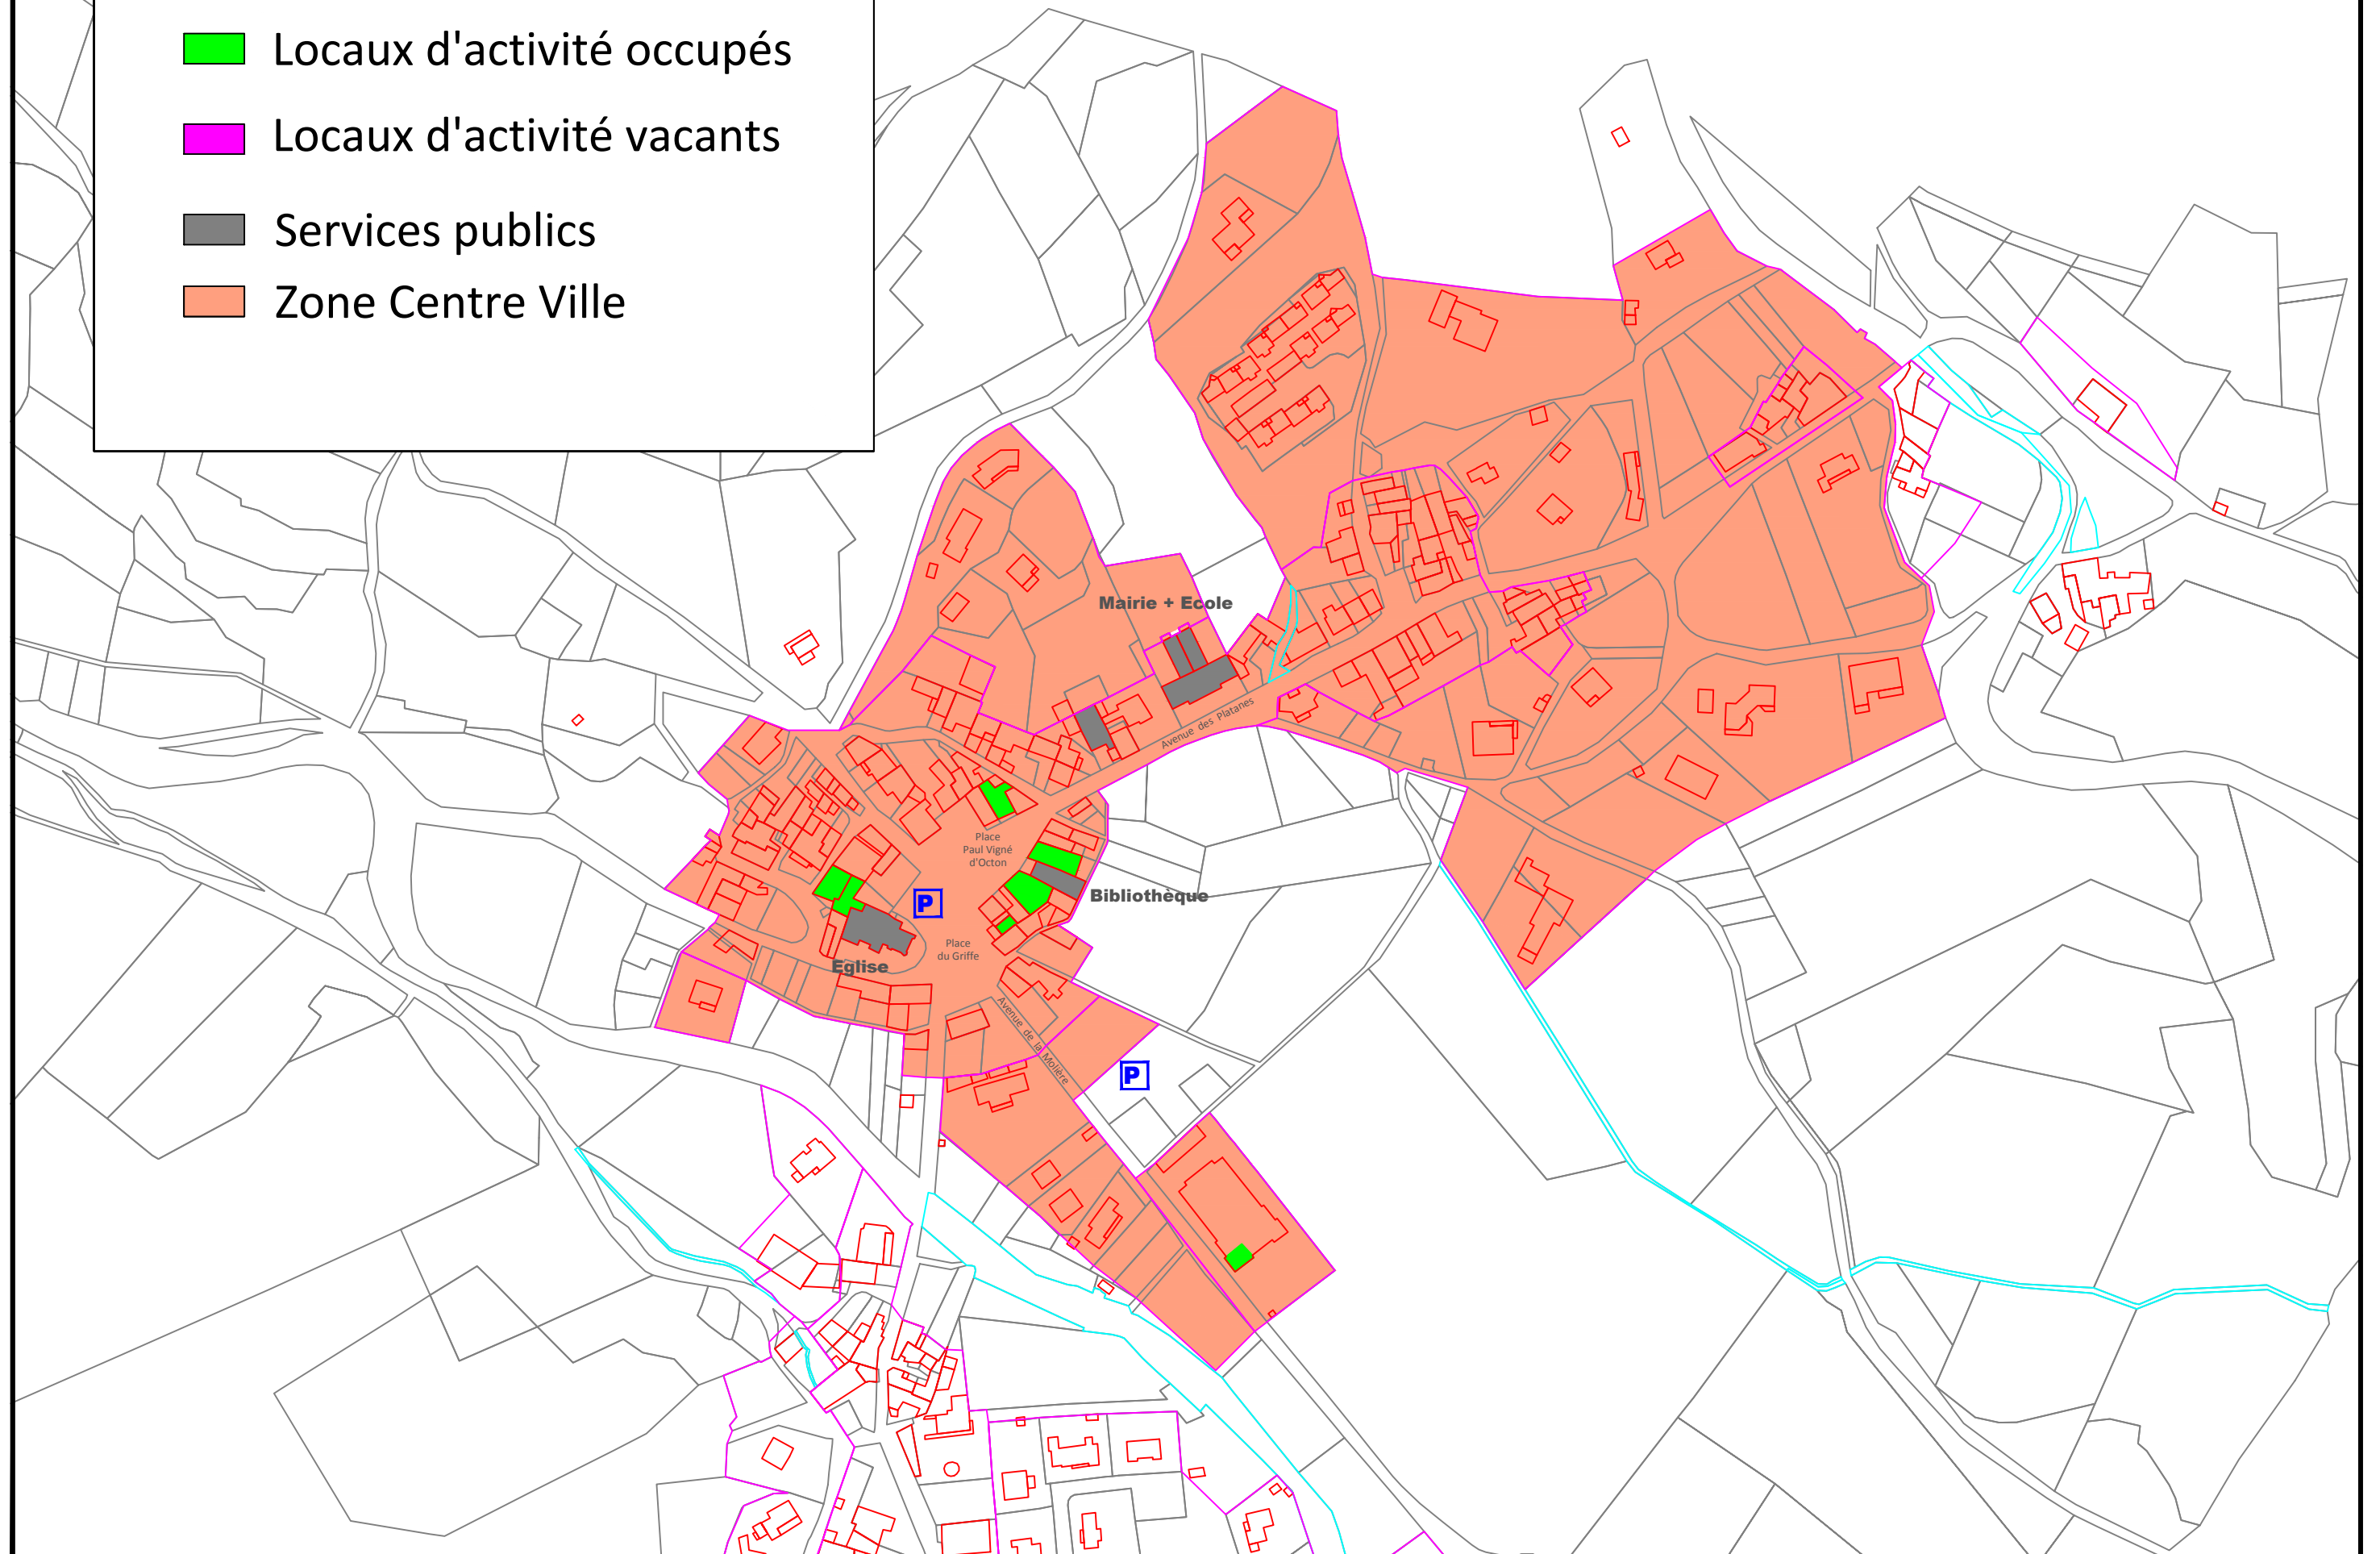 Locaux d'activité occupés
Locaux d'activité vacants
Services publics
Zone Centre Ville
Mairie + Ecole
Avenue des Platanes
Place
Paul Vigné
d'Octon
P
Bibliothèque
Place
du Griffe
Eglise
Avenue de la Molière
P